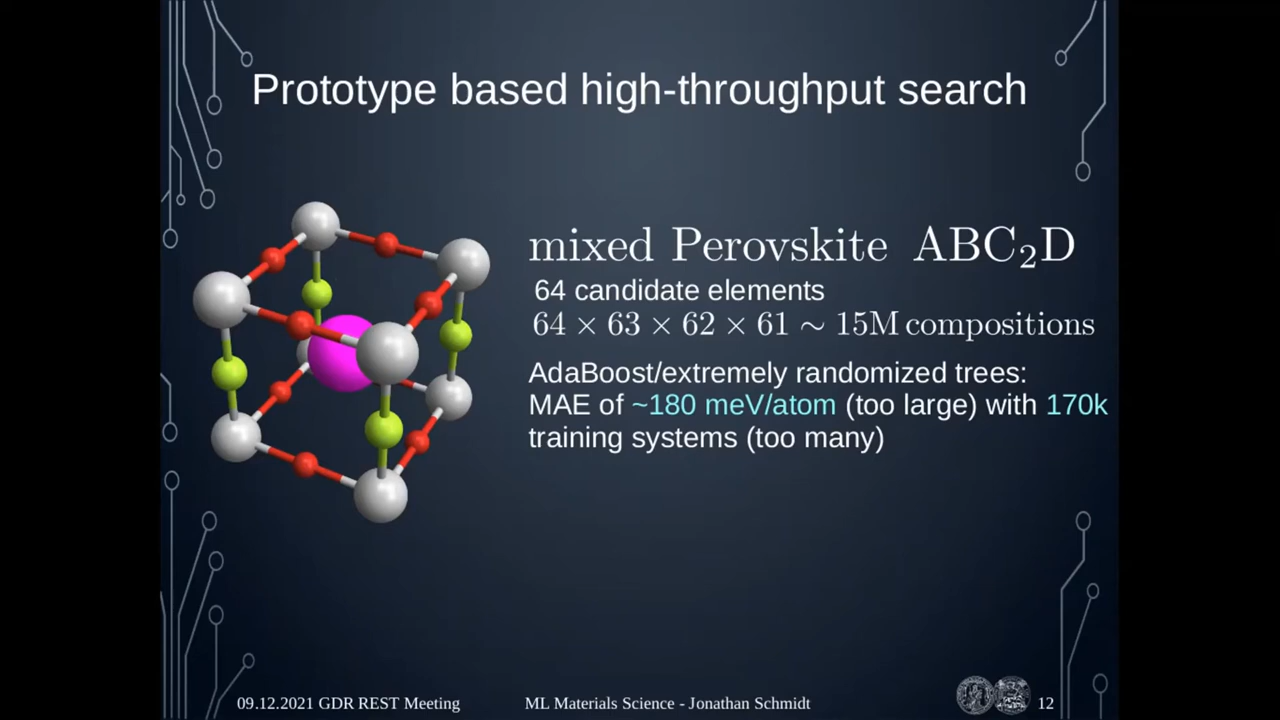 Prototype based high-throughput search
mixed Perovskite ABC₂D
64 candidate elements
64 × 63 × 62 × 61 ∼ 15M compositions
AdaBoost/extremely randomized trees:
MAE of ~180 meV/atom (too large) with 170k
training systems (too many)
09.12.2021 GDR REST Meeting
ML Materials Science - Jonathan Schmidt
12